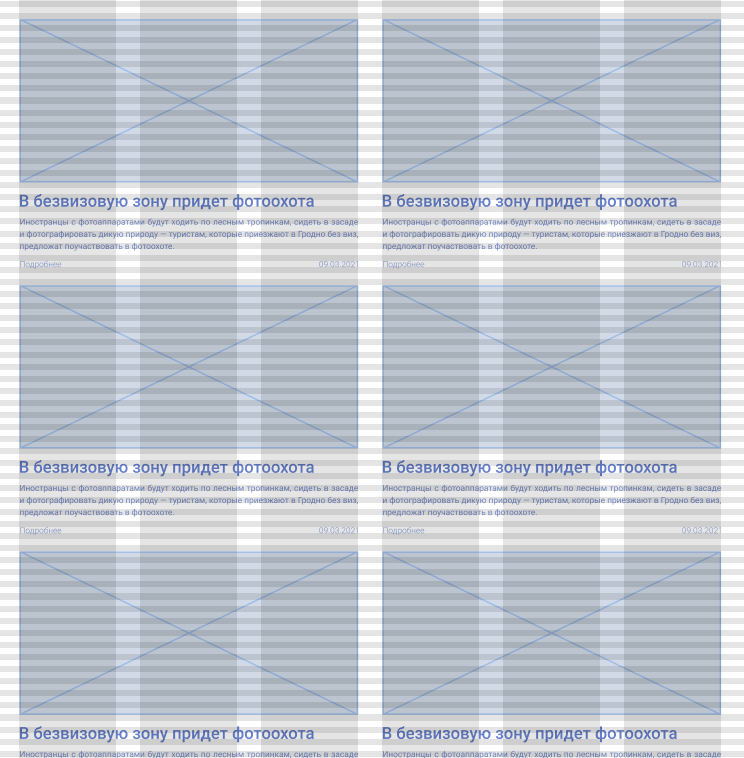 В безвизовую зону придет фотоохота
Иностранцы с фотоаппаратами будут ходить по лесным тропинкам, сидеть в засаде
и фотографировать дикую природу — туристам, которые приезжают в Гродно без виз,
предложат поучаствовать в фотоохоте.
Подробнее 09.03.2021
В безвизовую зону придет фотоохота
Иностранцы с фотоаппаратами будут ходить по лесным тропинкам, сидеть в засаде
и фотографировать дикую природу — туристам, которые приезжают в Гродно без виз,
предложат поучаствовать в фотоохоте.
Подробнее 09.03.2021
В безвизовую зону придет фотоохота
Иностранцы с фотоаппаратами будут ходить по лесным тропинкам, сидеть в засаде
и фотографировать дикую природу — туристам, которые приезжают в Гродно без виз,
предложат поучаствовать в фотоохоте.
Подробнее 09.03.2021
В безвизовую зону придет фотоохота
Иностранцы с фотоаппаратами будут ходить по лесным тропинкам, сидеть в засаде
и фотографировать дикую природу — туристам, которые приезжают в Гродно без виз,
предложат поучаствовать в фотоохоте.
Подробнее 09.03.2021
В безвизовую зону придет фотоохота
Иностранцы с фотоаппаратами будут ходить по лесным тропинкам, сидеть в засаде
В безвизовую зону придет фотоохота
Иностранцы с фотоаппаратами будут ходить по лесным тропинкам, сидеть в засаде